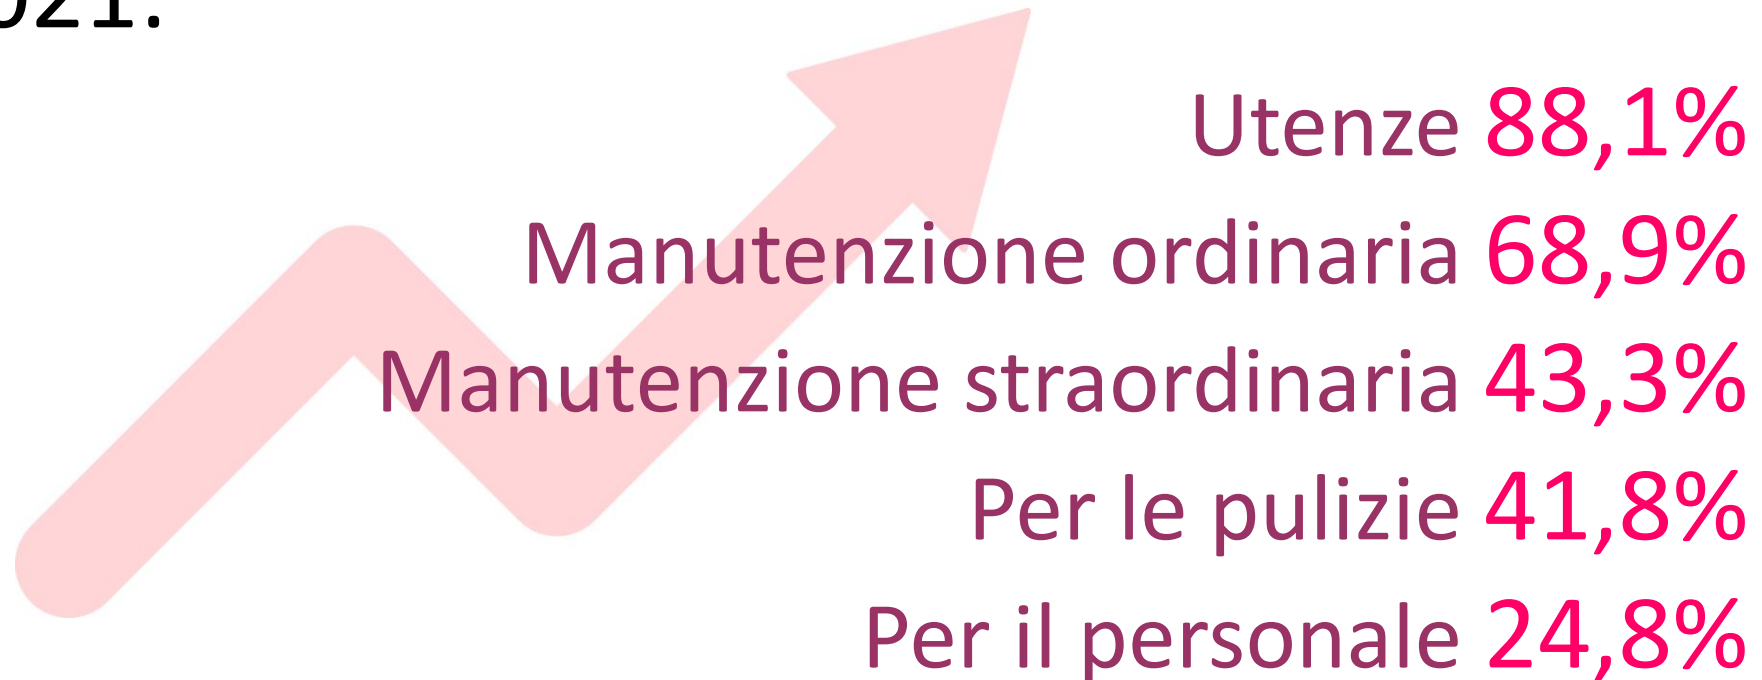 021:
Utenze 88,1%
Manutenzione ordinaria 68,9%
Manutenzione straordinaria 43,3%
Per le pulizie 41,8%
Per il personale 24,8%